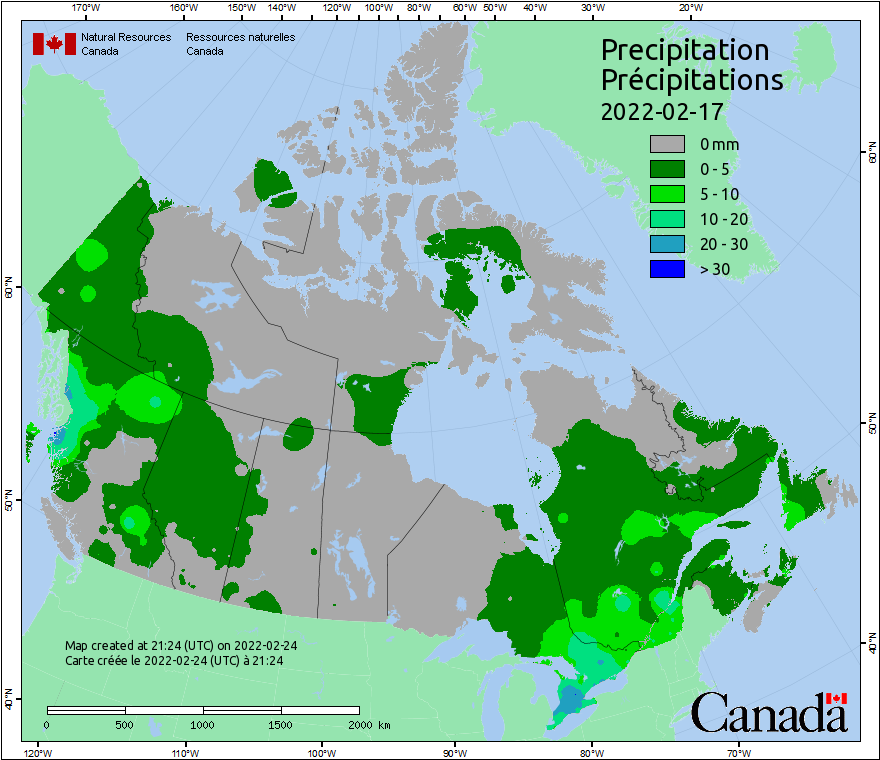 170°W 160°W 150°W 140°W 130°W 120°W 110°W 100°W 90°W 80°W 60°W 50°W 40°W 30°W 20°W
Natural Resources Ressources naturelles
Canada Canada
Precipitation
Précipitations
2022-02-17
0 mm
0 - 5
5 - 10
10 - 20
20 - 30
> 30
60°N
60°N
50°N
50°N
40°N
40°N
Map created at 21:24 (UTC) on 2022-02-24
Carte créée le 2022-02-24 (UTC) à 21:24
0 500 1000 1500 2000 km
Canada
120°W 110°W 100°W 90°W 80°W 70°W